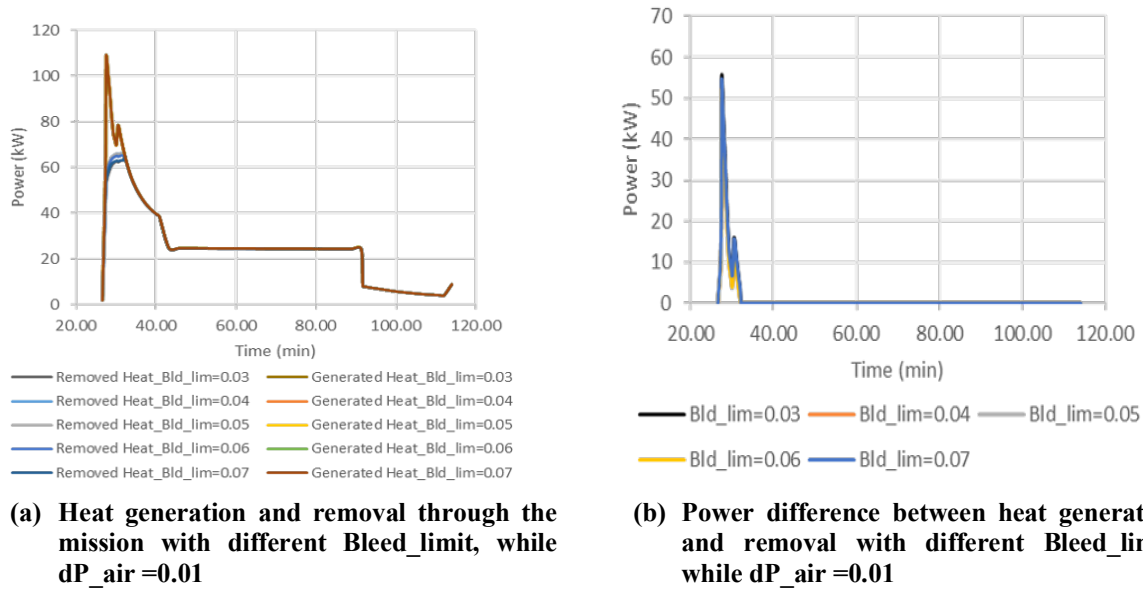 120
100
80
60
40
20
0
Power (kW)
20.00 40.00 60.00 80.00 100.00 120.00
Time (min)
Removed Heat_Bld_lim=0.03 Generated Heat_Bld_lim=0.03
Removed Heat_Bld_lim=0.04 Generated Heat_Bld_lim=0.04
Removed Heat_Bld_lim=0.05 Generated Heat_Bld_lim=0.05
Removed Heat_Bld_lim=0.06 Generated Heat_Bld_lim=0.06
Removed Heat_Bld_lim=0.07 Generated Heat_Bld_lim=0.07
(a) Heat generation and removal through the
mission with different Bleed_limit, while
dP_air =0.01
70
60
50
40
30
20
10
0
Power (kW)
20.00 40.00 60.00 80.00 100.00 120.00
Time (min)
Bld_lim=0.03 Bld_lim=0.04 Bld_lim=0.05
Bld_lim=0.06 Bld_lim=0.07
(b) Power difference between heat generat
and removal with different Bleed_lin
while dP_air =0.01